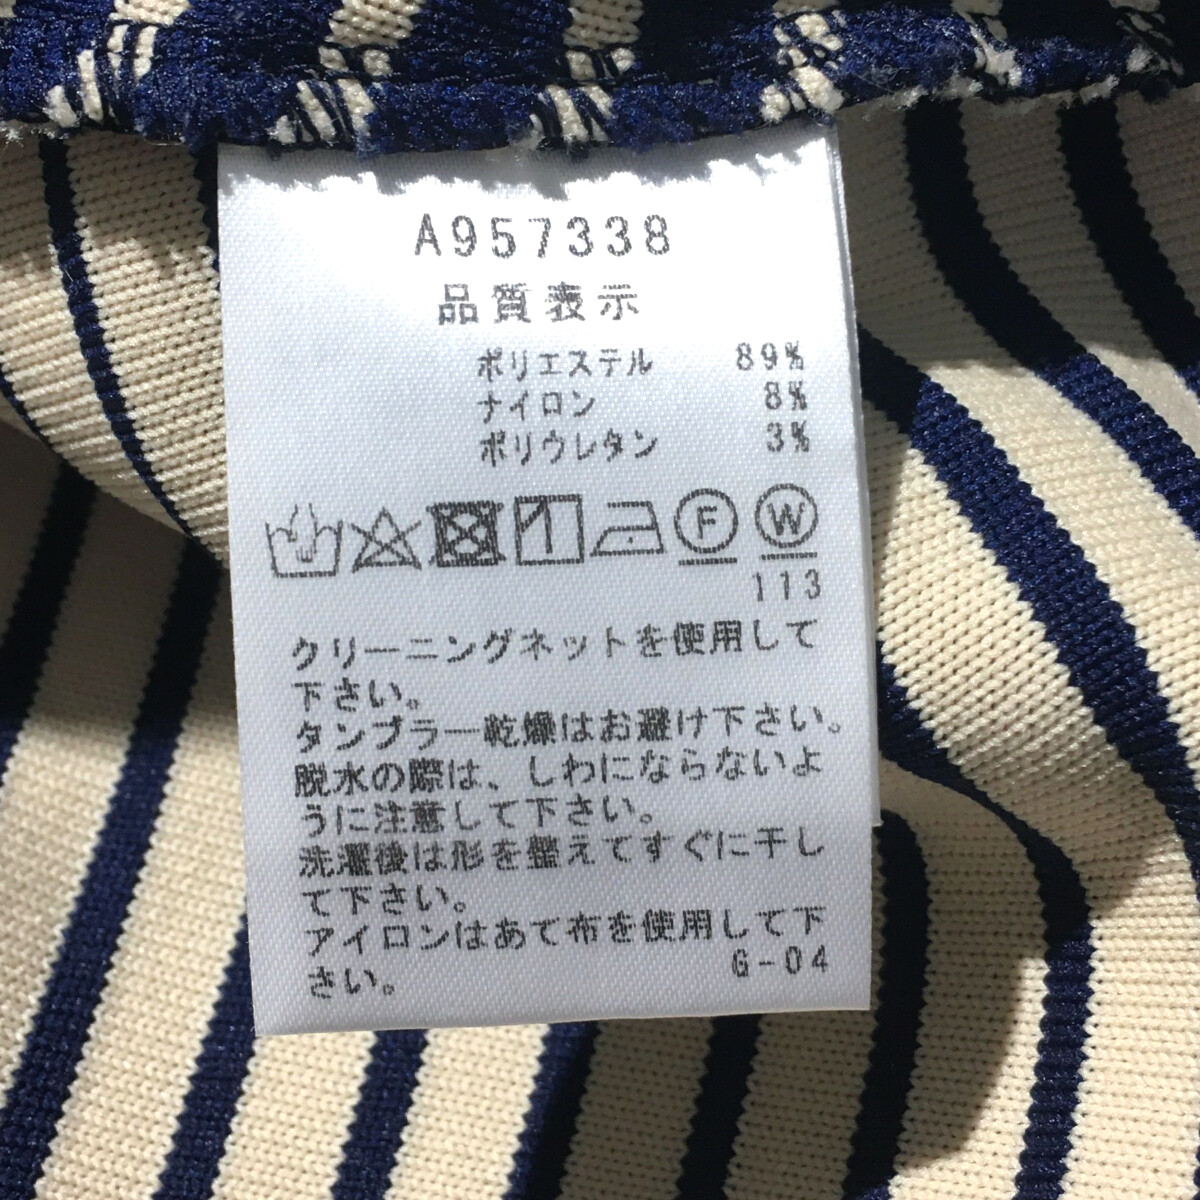 A957338
品質表示
ポリエステル 89%
ナイロン 8%
ポリウレタン 3%
F W
113
クリーニングネットを使用して
下さい。
タンブラー乾燥はお避け下さい。
脱水の際は、しわにならないよ
うに注意して下さい。
洗濯後は形を整えてすぐに干し
て下さい。
アイロンはあて布を使用して下
さい。
G-04